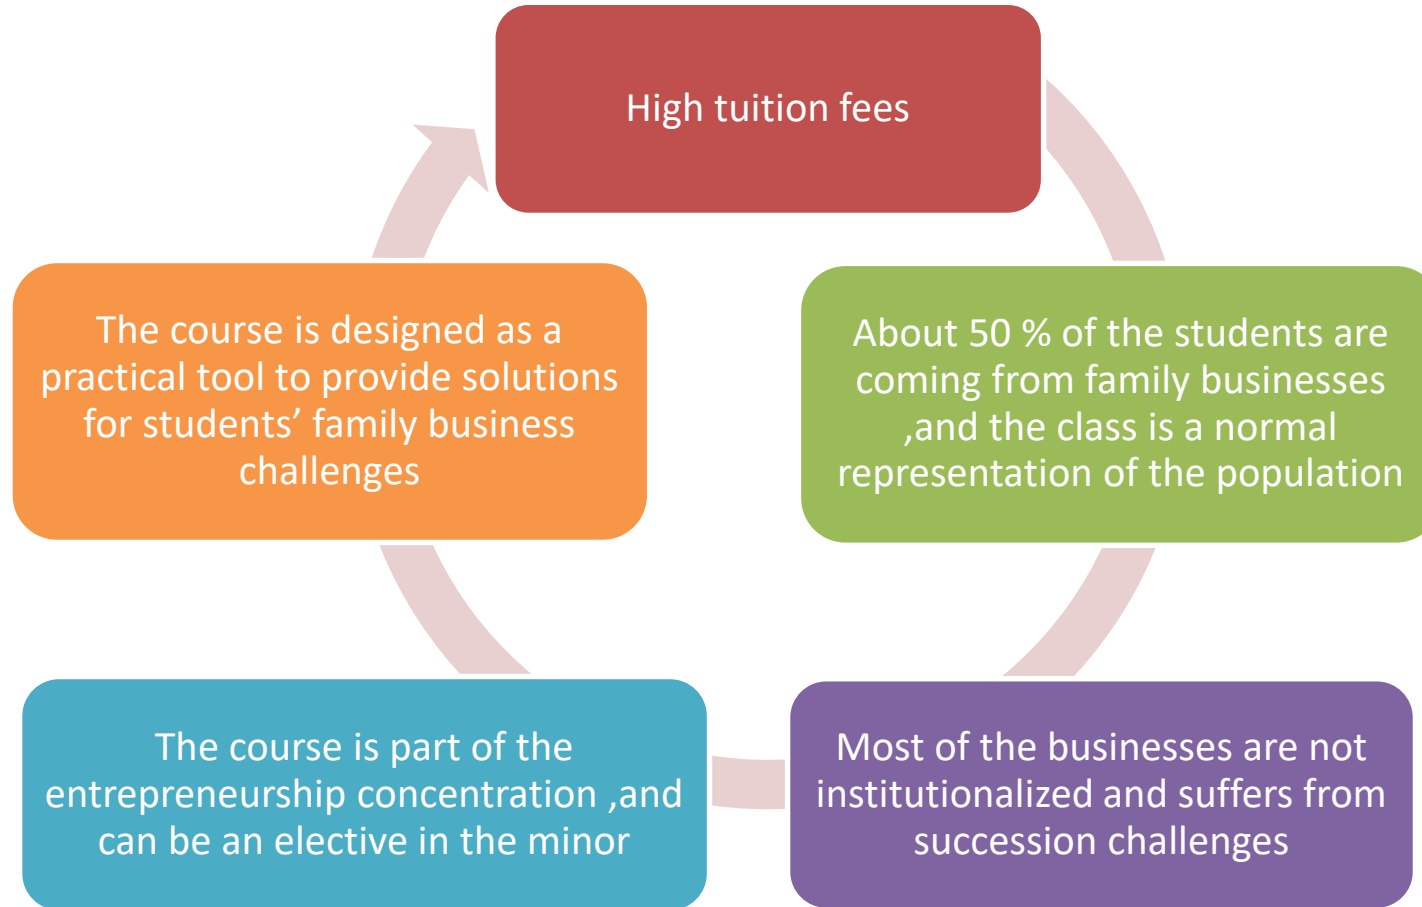 High tuition fees
About 50 % of the students are
coming from family businesses
,and the class is a normal
representation of the population
Most of the businesses are not
institutionalized and suffers from
succession challenges
The course is part of the
entrepreneurship concentration ,and
can be an elective in the minor
The course is designed as a
practical tool to provide solutions
for students’ family business
challenges